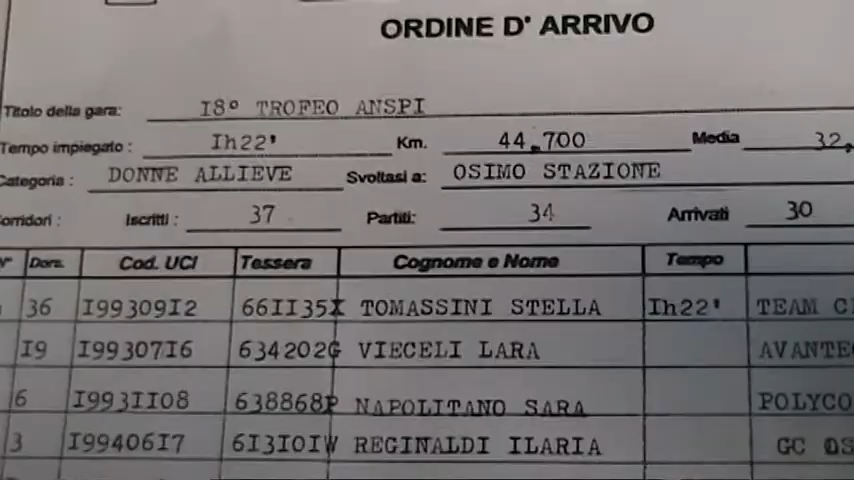 ORDINE D' ARRIVO
Titolo della gara: I8° TROFEO ANSPI
Tempo impiegato : Ih22' Km. 44,700 Media 32,
Categoria : DONNE ALLIEVE Svoltasi a: OSIMO STAZIONE
Corridori : Iscritti : 37 Partiti: 34 Arrivati 30
N° Dors. Cod. UCI Tessera Cognome e Nome Tempo
36 I99309I2 66II35X TOMASSINI STELLA Ih22' TEAM
I9 I99307I6 634202G VIECELI LARA AVANTEC
6 I993II08 638868P NAPOLITANO SARA POLYCO
3 I99406I7 6I3I0IW REGINALDI ILARIA GC OS